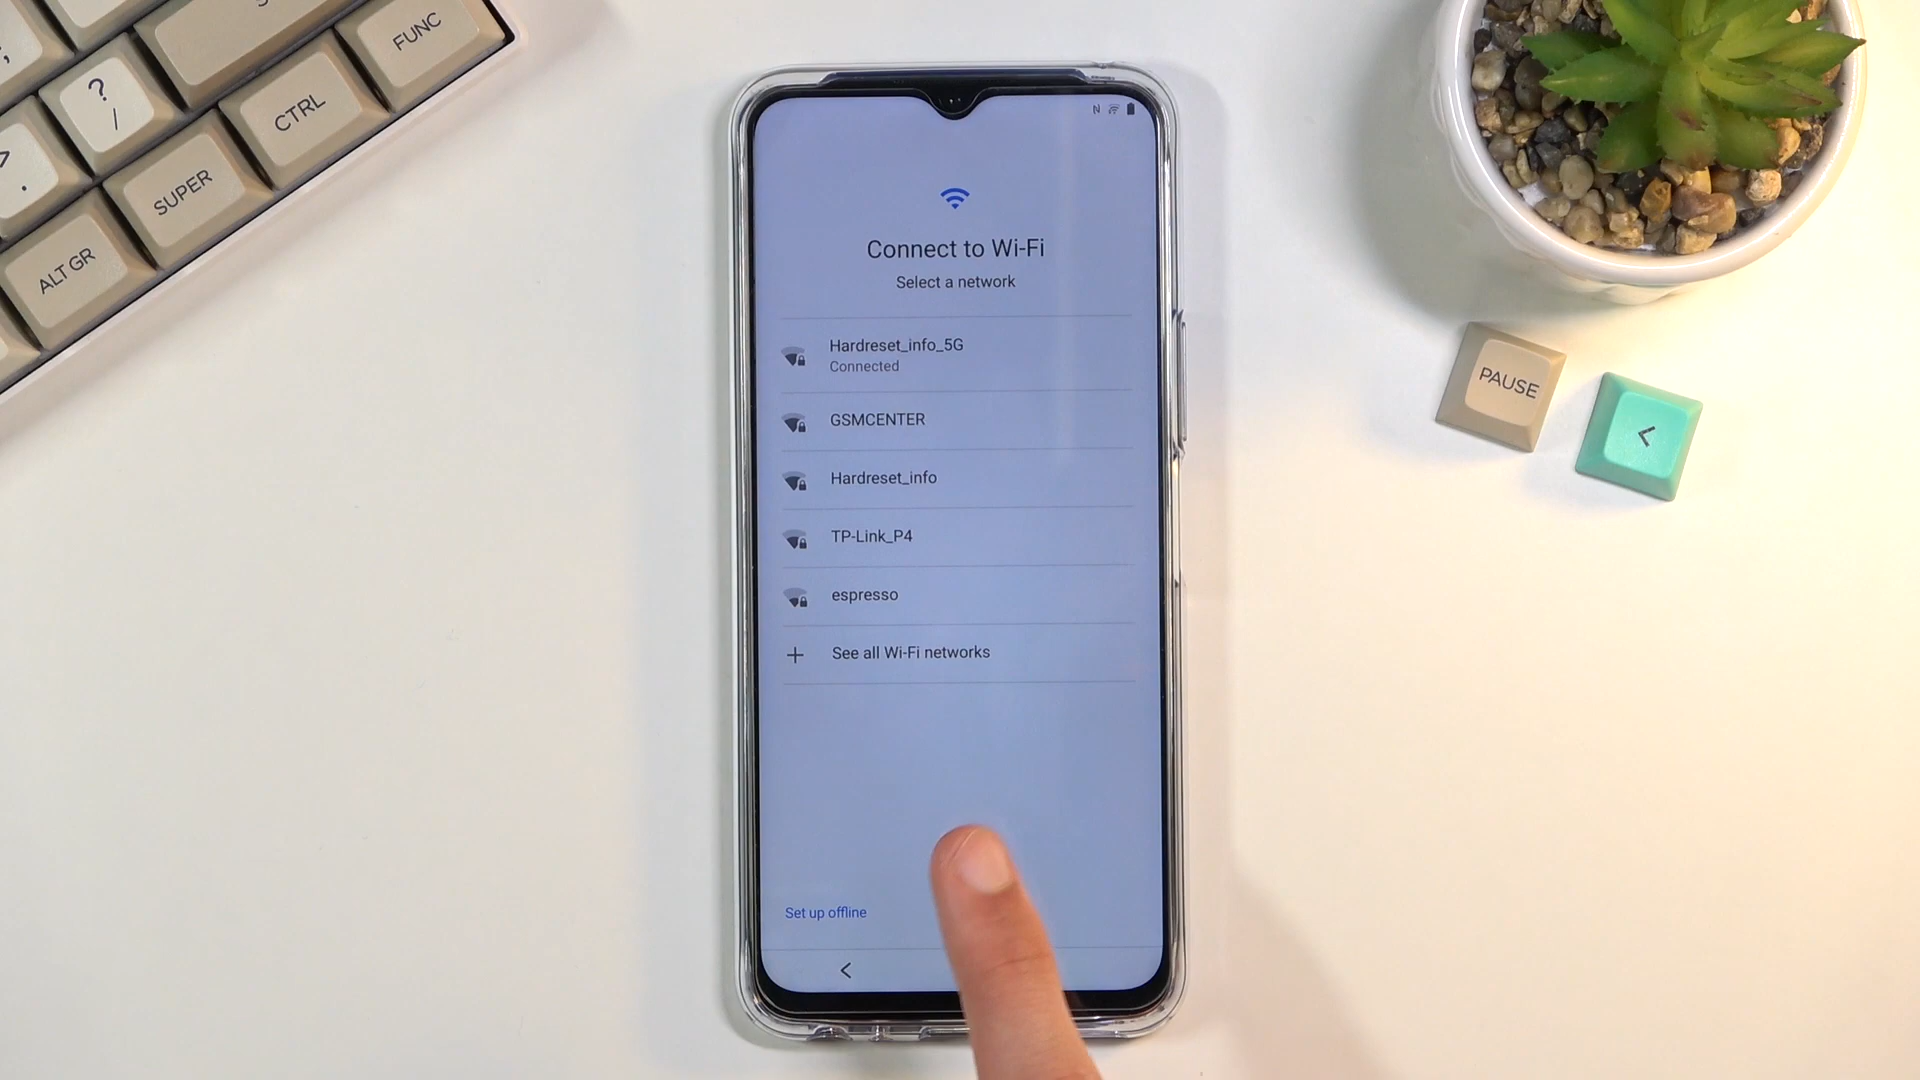 FUNC
?
/
CTRL
SUPER
ALT GR
>
.
;
Connect to Wi-Fi
Select a network
Hardreset_info_5G
Connected
GSMCENTER
Hardreset_info
TP-Link_P4
espresso
+ See all Wi-Fi networks
Set up offline
<
PAUSE
<